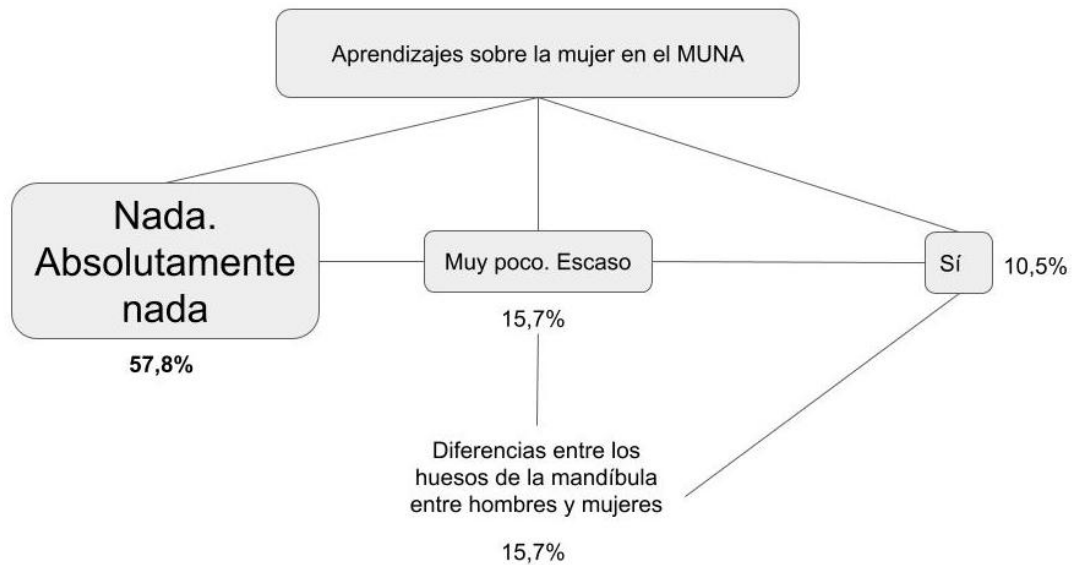 Aprendizajes sobre la mujer en el MUNA
Nada.
Absolutamente
nada
57,8%
Muy poco. Escaso
15,7%
Sí
10,5%
Diferencias entre los
huesos de la mandíbula
entre hombres y mujeres
15,7%